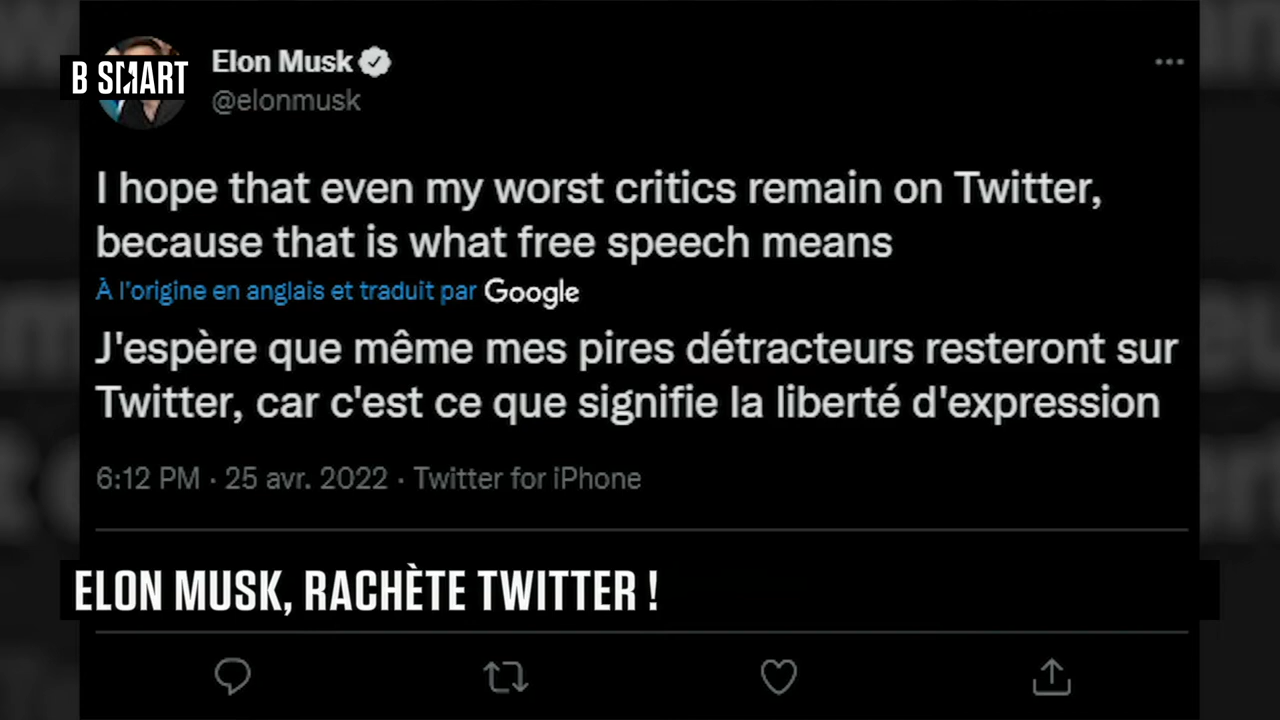 B SMART
Elon Musk
@elonmusk
I hope that even my worst critics remain on Twitter,
because that is what free speech means
À l'origine en anglais et traduit par Google
J'espère que même mes pires détracteurs resteront sur
Twitter, car c'est ce que signifie la liberté d'expression
6:12 PM · 25 avr. 2022 · Twitter for iPhone
ELON MUSK, RACHÈTE TWITTER !